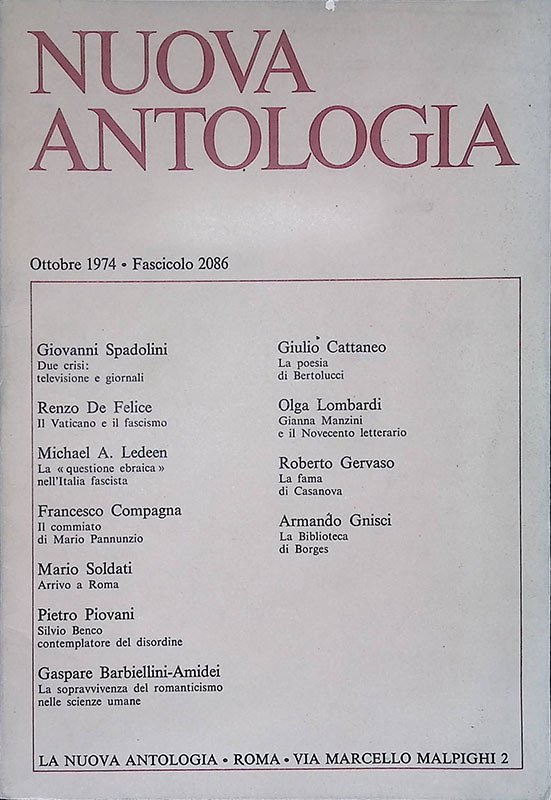 NUOVA
ANTOLOGIA
Ottobre 1974 • Fascicolo 2086
Giovanni Spadolini
Due crisi:
televisione e giornali
Renzo De Felice
Il Vaticano e il fascismo
Michael A. Ledeen
La « questione ebraica »
nell'Italia fascista
Francesco Compagna
Il commiato
di Mario Pannunzio
Mario Soldati
Arrivo a Roma
Pietro Piovani
Silvio Benco
contemplatore del disordine
Gaspare Barbiellini-Amidei
La sopravvivenza del romanticismo
nelle scienze umane
Giulio Cattaneo
La poesia
di Bertolucci
Olga Lombardi
Gianna Manzini
e il Novecento letterario
Roberto Gervaso
La fama
di Casanova
Armando Gnisci
La Biblioteca
di Borges
LA NUOVA ANTOLOGIA • ROMA • VIA MARCELLO MALPIGHI 2